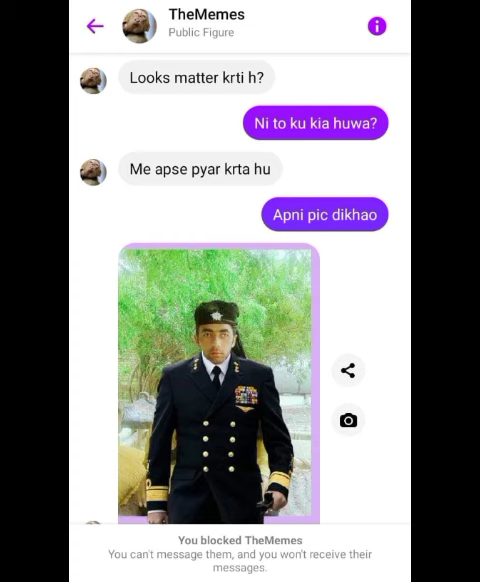 TheMemes
Public Figure
Looks matter krti h?
Ni to ku kia huwa?
Me apse pyar krta hu
Apni pic dikhao
You blocked TheMemes
You can't message them, and you won't receive their
messages.